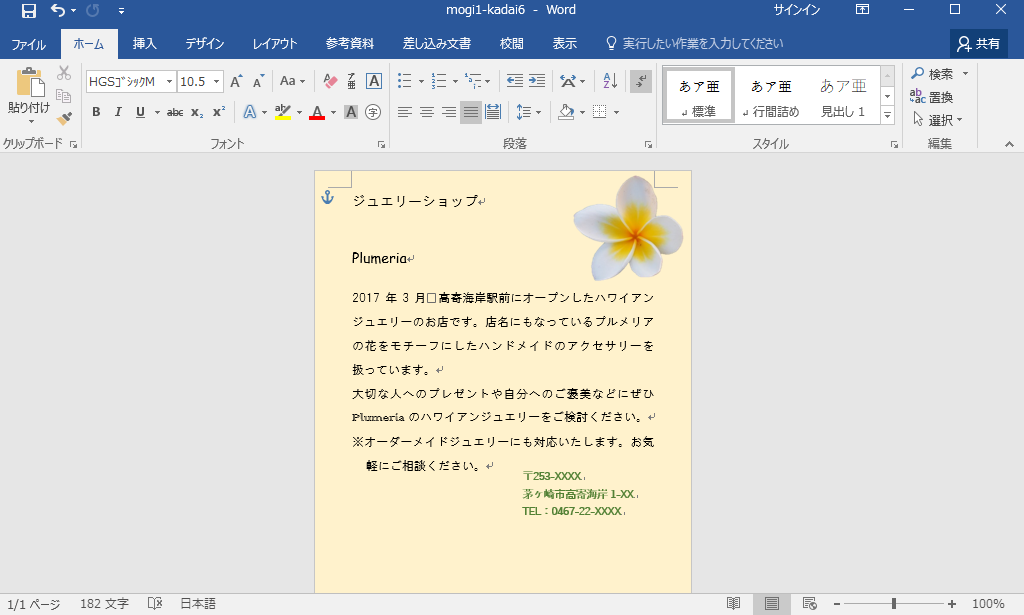 mogi1-kadai6 - Word
サインイン
ファイル ホーム 挿入 デザイン レイアウト 参考資料 差し込み文書 校閲 表示 実行したい作業を入力してください 共有
貼り付け
クリップボード
HGSｺﾞｼｯｸM 10.5 A A Aa 亜 A
B I U abc x₂ x² A ab A A 字
フォント
段落
あア亜 あア亜 あア亜
標準 行間詰め 見出し 1
スタイル
検索
置換
選択
編集
ジュエリーショップ
Plumeria
2017 年 3 月□高寄海岸駅前にオープンしたハワイアン
ジュエリーのお店です。店名にもなっているプルメリア
の花をモチーフにしたハンドメイドのアクセサリーを
扱っています。
大切な人へのプレゼントや自分へのご褒美などにぜひ
Plumeria のハワイアンジュエリーをご検討ください。
※オーダーメイドジュエリーにも対応いたします。お気
軽にご相談ください。
〒253-XXXX
茅ヶ崎市高寄海岸 1-XX
TEL：0467-22-XXXX
1/1 ページ 182 文字 日本語 100%